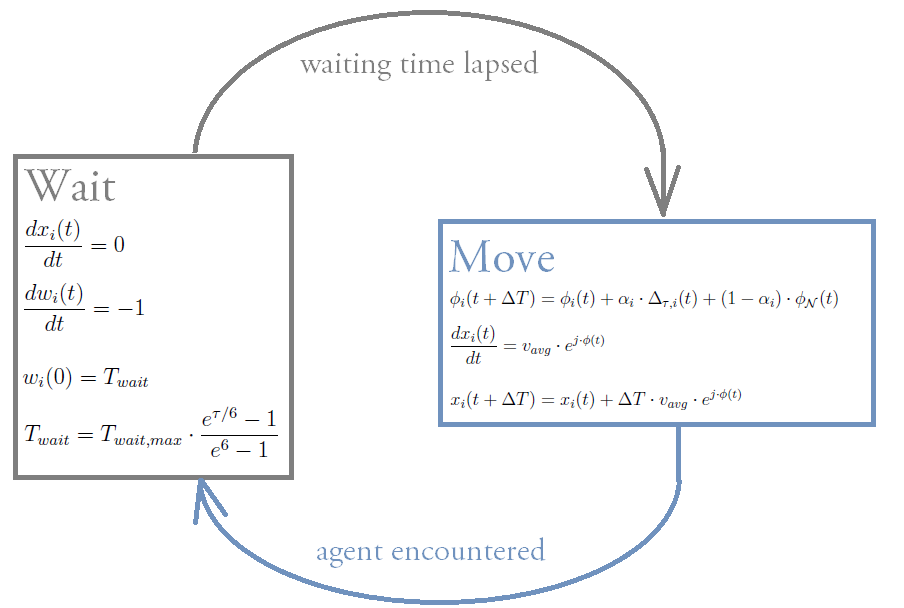 waiting time lapsed
Wait
dx_i(t)/dt = 0
dw_i(t)/dt = −1
w_i(0) = T_wait
T_wait = T_wait,max · (e^{τ/6} − 1)/(e^6 − 1)
Move
ϕ_i(t + ΔT) = ϕ_i(t) + α_i · Δ_{τ,i}(t) + (1 − α_i) · ϕ_𝒩(t)
dx_i(t)/dt = v_avg · e^{j·ϕ(t)}
x_i(t + ΔT) = x_i(t) + ΔT · v_avg · e^{j·ϕ(t)}
agent encountered